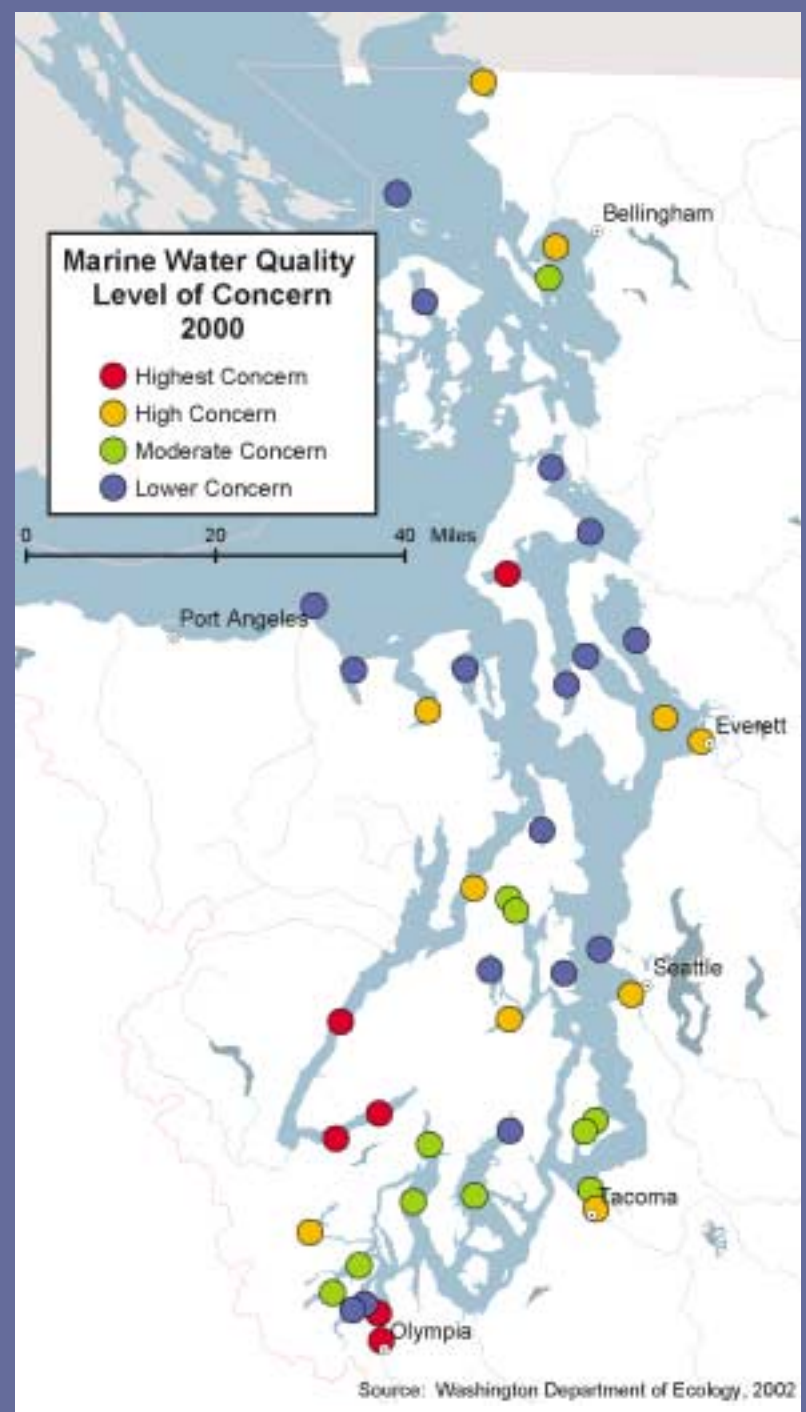 Bellingham
Marine Water Quality
Level of Concern
2000
Highest Concern
High Concern
Moderate Concern
Lower Concern
0 20 40 Miles
Port Angeles
Everett
Seattle
Tacoma
Olympia
Source: Washington Department of Ecology, 2002